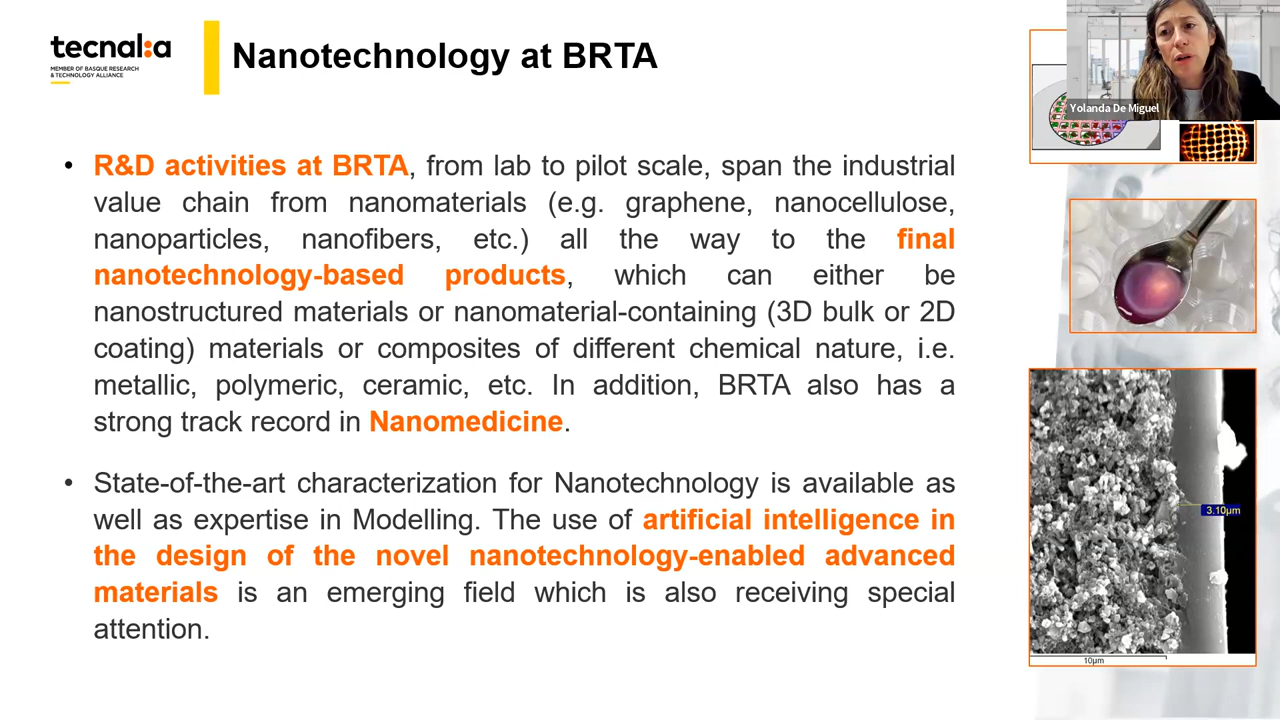 tecnal:a
MEMBER OF BASQUE RESEARCH
& TECHNOLOGY ALLIANCE
Nanotechnology at BRTA
Yolanda De Miguel
• R&D activities at BRTA, from lab to pilot scale, span the industrial
value chain from nanomaterials (e.g. graphene, nanocellulose,
nanoparticles, nanofibers, etc.) all the way to the final
nanotechnology-based products, which can either be
nanostructured materials or nanomaterial-containing (3D bulk or 2D
coating) materials or composites of different chemical nature, i.e.
metallic, polymeric, ceramic, etc. In addition, BRTA also has a
strong track record in Nanomedicine.
• State-of-the-art characterization for Nanotechnology is available as
well as expertise in Modelling. The use of artificial intelligence in
the design of the novel nanotechnology-enabled advanced
materials is an emerging field which is also receiving special
attention.
3.10µm
10µm